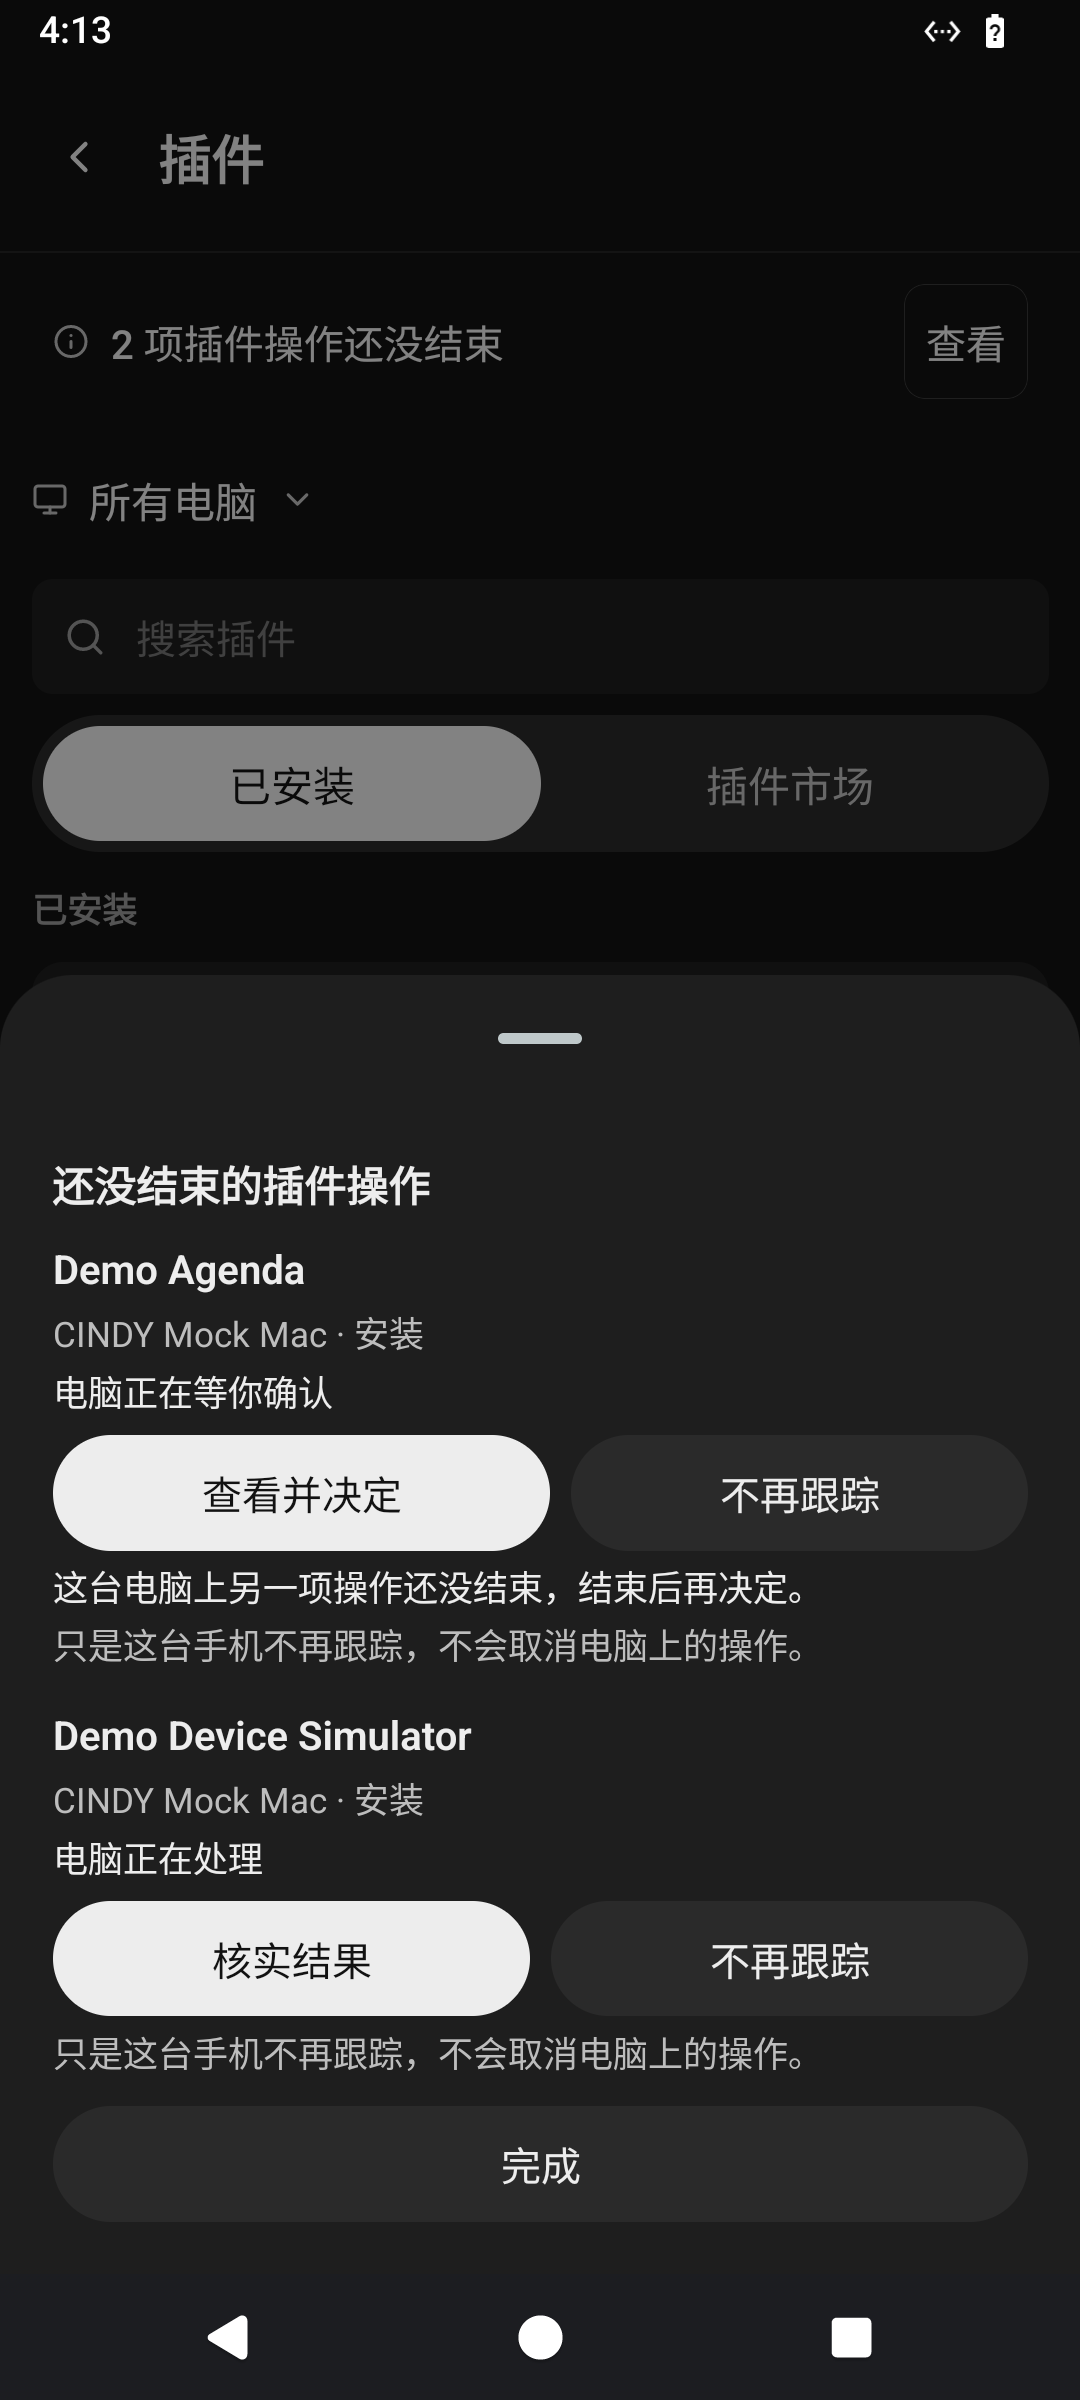 4:13
插件
2 项插件操作还没结束
查看
所有电脑
搜索插件
已安装
插件市场
已安装
还没结束的插件操作
Demo Agenda
CINDY Mock Mac · 安装
电脑正在等你确认
查看并决定
不再跟踪
这台电脑上另一项操作还没结束，结束后再决定。
只是这台手机不再跟踪，不会取消电脑上的操作。
Demo Device Simulator
CINDY Mock Mac · 安装
电脑正在处理
核实结果
不再跟踪
只是这台手机不再跟踪，不会取消电脑上的操作。
完成